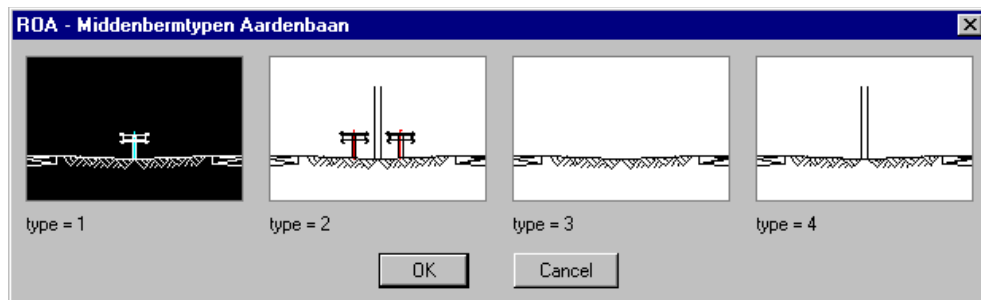 ROA - Middenbermtypen Aardenbaan
type = 1
type = 2
type = 3
type = 4
OK
Cancel